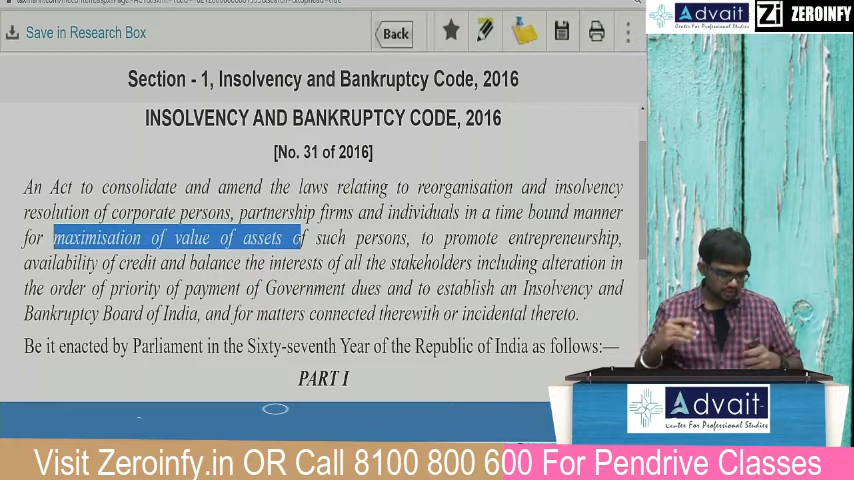 Save in Research Box
Back
Advait
Center For Professional Studies
Zi ZEROINFY
Section - 1, Insolvency and Bankruptcy Code, 2016
INSOLVENCY AND BANKRUPTCY CODE, 2016
[No. 31 of 2016]
An Act to consolidate and amend the laws relating to reorganisation and insolvency
resolution of corporate persons, partnership firms and individuals in a time bound manner
for maximisation of value of assets of such persons, to promote entrepreneurship,
availability of credit and balance the interests of all the stakeholders including alteration in
the order of priority of payment of Government dues and to establish an Insolvency and
Bankruptcy Board of India, and for matters connected therewith or incidental thereto.
Be it enacted by Parliament in the Sixty-seventh Year of the Republic of India as follows:—
PART I
Advait
Center For Professional Studies
Visit Zeroinfy.in OR Call 8100 800 600 For Pendrive Classes